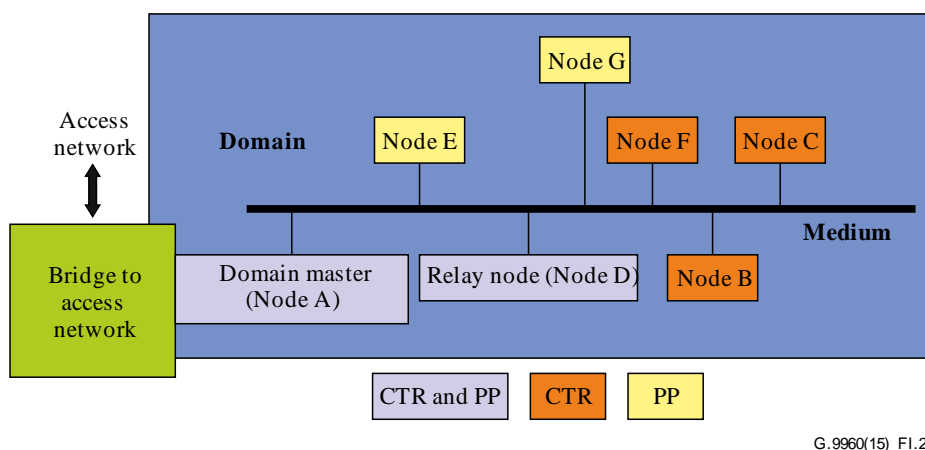 Node G
Access
network
Domain
Node E
Node F
Node C
Medium
Bridge to
access
network
Domain master
(Node A)
Relay node (Node D)
Node B
CTR and PP
CTR
PP
G.9960(15)_FI.2